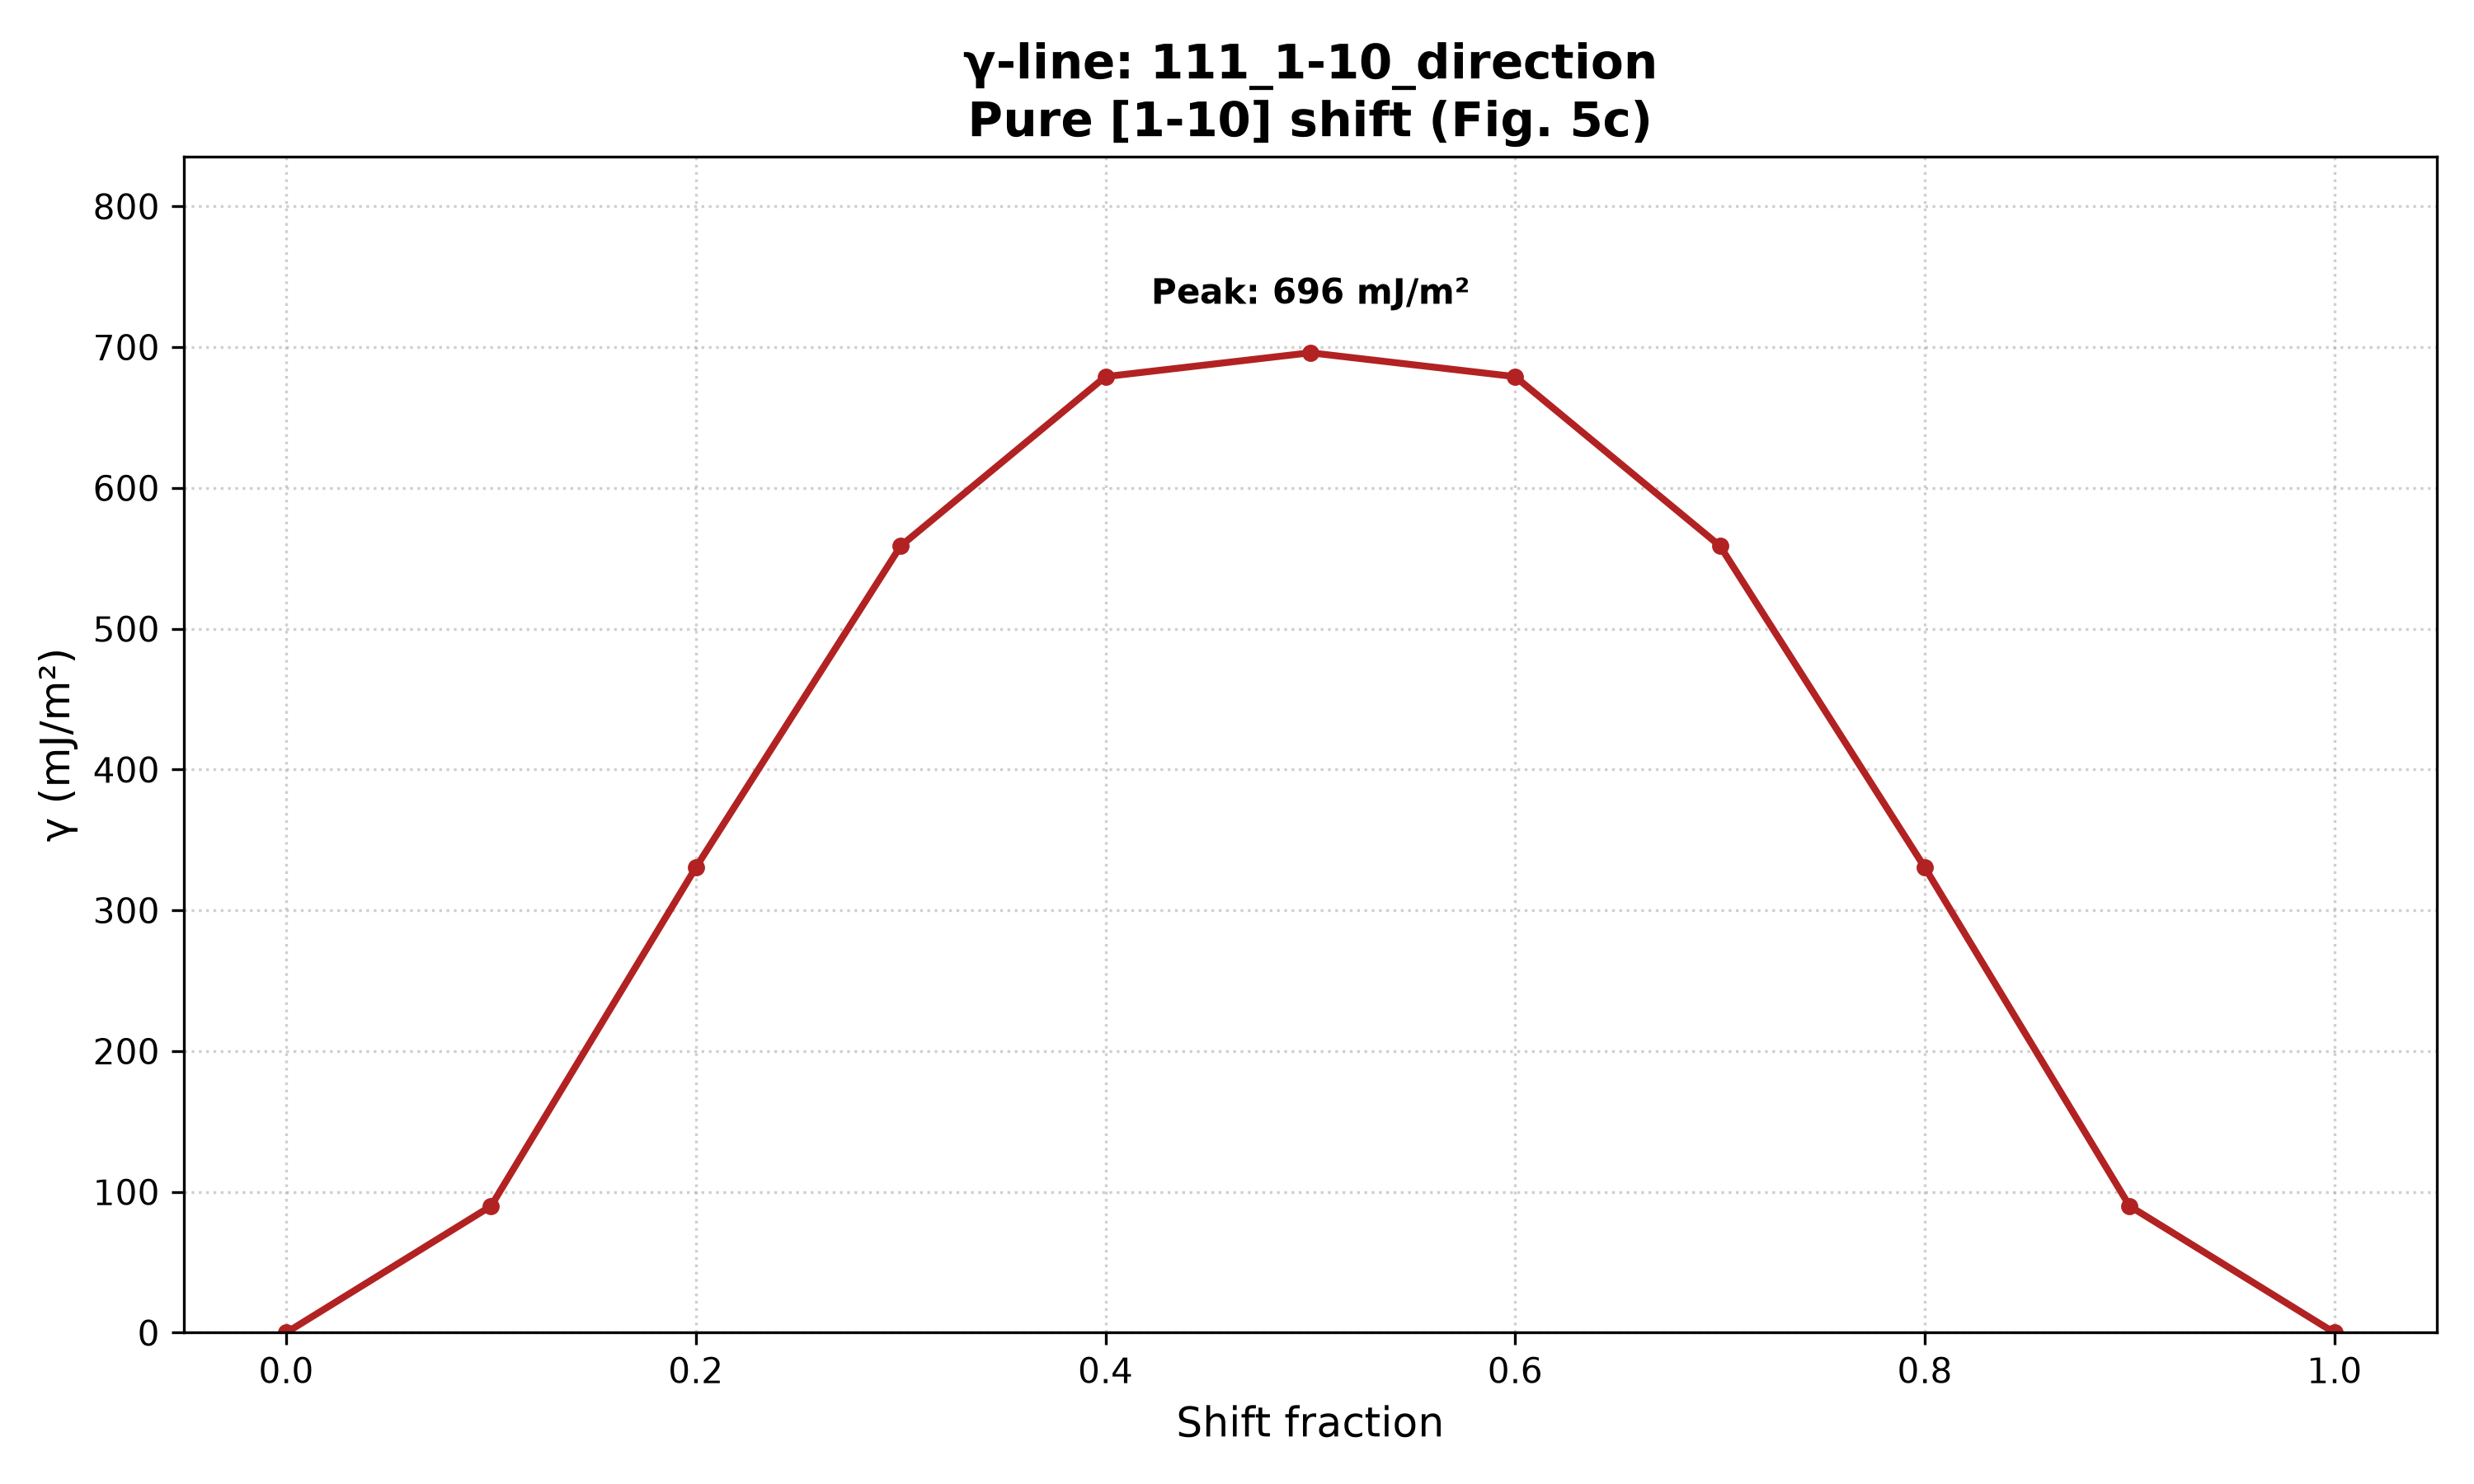 γ-line: 111_1-10_direction
Pure [1-10] shift (Fig. 5c)
Peak: 696 mJ/m²
γ (mJ/m²)
800
700
600
500
400
300
200
100
0
0.0 0.2 0.4 0.6 0.8 1.0
Shift fraction